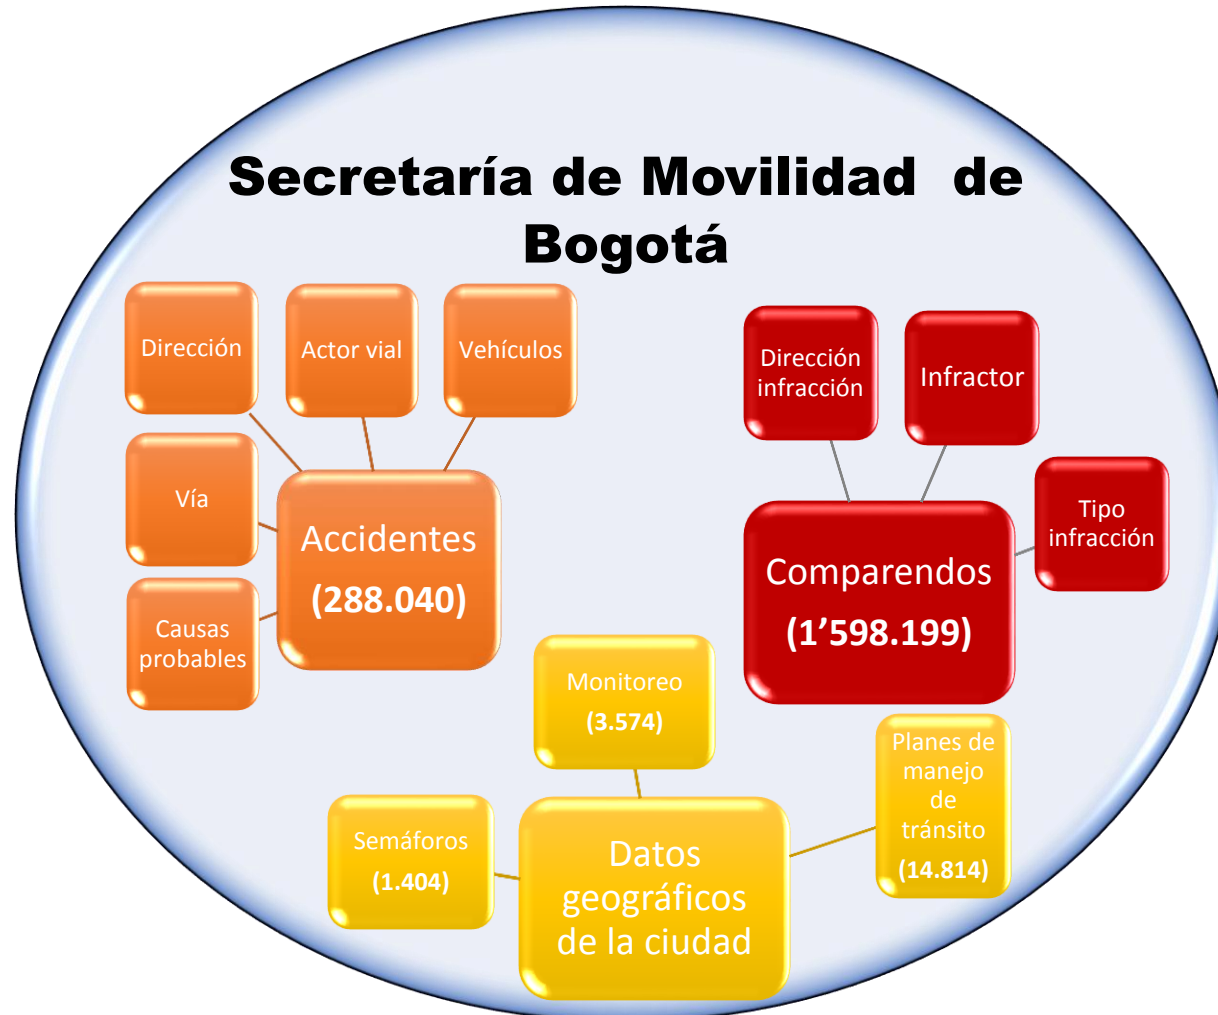 Secretaría de Movilidad de
Bogotá
Dirección
Actor vial
Vehículos
Vía
Causas
probables
Accidentes
(288.040)
Dirección
infracción
Infractor
Tipo
infracción
Comparendos
(1’598.199)
Monitoreo
(3.574)
Semáforos
(1.404)
Planes de
manejo
de
tránsito
(14.814)
Datos
geográficos
de la ciudad